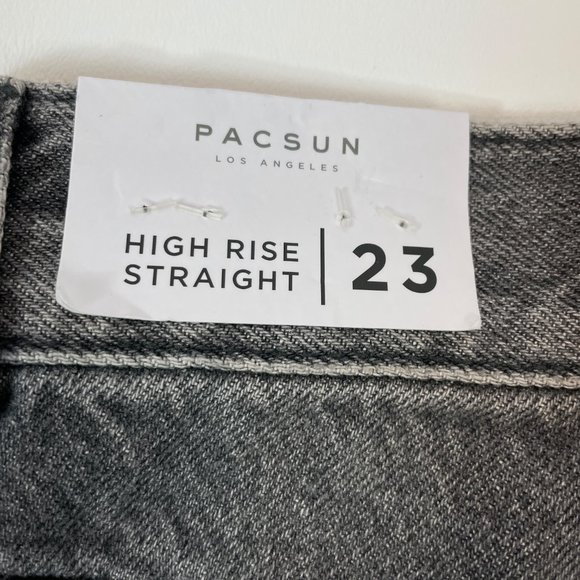 PACSUN
LOS ANGELES
HIGH RISE
STRAIGHT
23